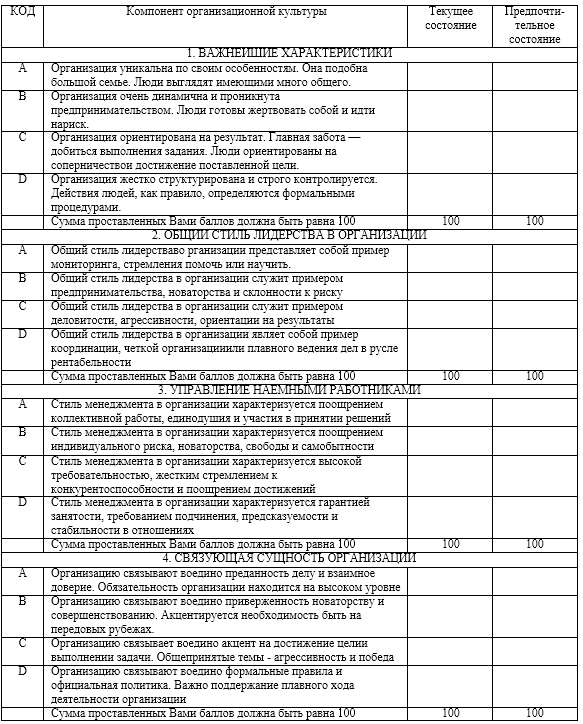 КОД Компонент организационной культуры Текущее состояние Предпочти-тельное состояние
1. ВАЖНЕЙШИЕ ХАРАКТЕРИСТИКИ
A Организация уникальна по своим особенностям. Она подобна
большой семье. Люди выглядят имеющими много общего.
B Организация очень динамична и проникнута
предпринимательством. Люди готовы жертвовать собой и идти
нариск.
C Организация ориентирована на результат. Главная забота —
добиться выполнения задания. Люди ориентированы на
соперничествои достижение поставленной цели.
D Организация жестко структурирована и строго контролируется.
Действия людей, как правило, определяются формальными
процедурами.
Сумма проставленных Вами баллов должна быть равна 100 100 100
2. ОБЩИЙ СТИЛЬ ЛИДЕРСТВА В ОРГАНИЗАЦИИ
A Общий стиль лидерстваво рганизации представляет собой пример
мониторинга, стремления помочь или научить.
B Общий стиль лидерства в организации служит примером
предпринимательства, новаторства и склонности к риску
C Общий стиль лидерства в организации служит примером
деловитости, агрессивности, ориентации на результаты
D Общий стиль лидерства в организации являет собой пример
координации, четкой организацииили плавного ведения дел в русле
рентабельности
Сумма проставленных Вами баллов должна быть равна 100 100 100
3. УПРАВЛЕНИЕ НАЕМНЫМИ РАБОТНИКАМИ
A Стиль менеджмента в организации характеризуется поощрением
коллективной работы, единодушия и участия в принятии решений
B Стиль менеджмента в организации характеризуется поощрением
индивидуального риска, новаторства, свободы и самобытности
C Стиль менеджмента в организации характеризуется высокой
требовательностью, жестким стремлением к
конкурентоспособности и поощрением достижений
D Стиль менеджмента в организации характеризуется гарантией
занятости, требованием подчинения, предсказуемости и
стабильности в отношениях
Сумма проставленных Вами баллов должна быть равна 100 100 100
4. СВЯЗУЮЩАЯ СУЩНОСТЬ ОРГАНИЗАЦИИ
A Организацию связывают воедино преданность делу и взаимное
доверие. Обязательность организации находится на высоком уровне
B Организацию связывают воедино приверженность новаторству и
совершенствованию. Акцентируется необходимость быть на
передовых рубежах.
C Организацию связывает воедино акцент на достижение целии
выполнении задачи. Общепринятые темы - агрессивность и победа
D Организацию связывают воедино формальные правила и
официальная политика. Важно поддержание плавного хода
деятельности организации
Сумма проставленных Вами баллов должна быть равна 100 100 100